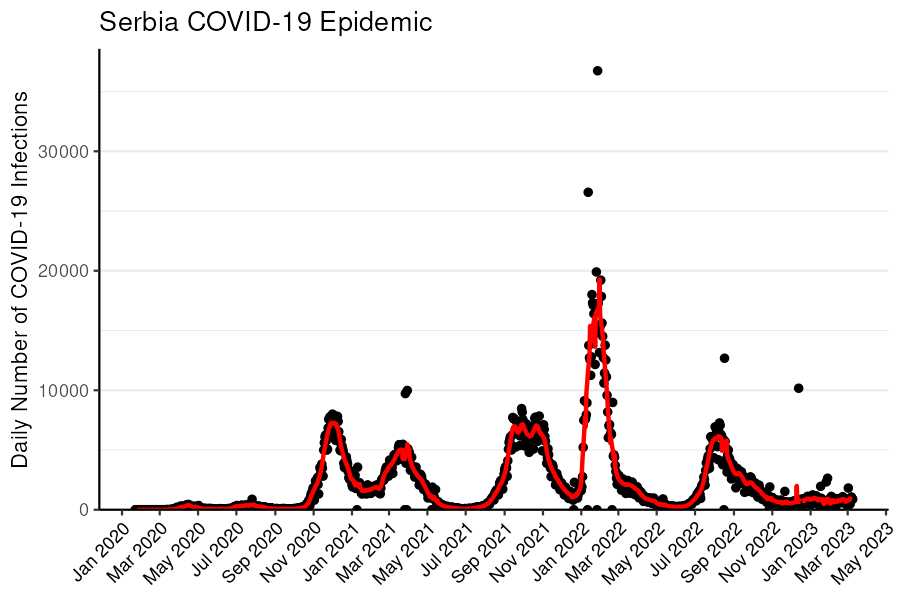 Serbia COVID-19 Epidemic
Daily Number of COVID-19 Infections
30000
20000
10000
0
Jan 2020
Mar 2020
May 2020
Jul 2020
Sep 2020
Nov 2020
Jan 2021
Mar 2021
May 2021
Jul 2021
Sep 2021
Nov 2021
Jan 2022
Mar 2022
May 2022
Jul 2022
Sep 2022
Nov 2022
Jan 2023
Mar 2023
May 2023